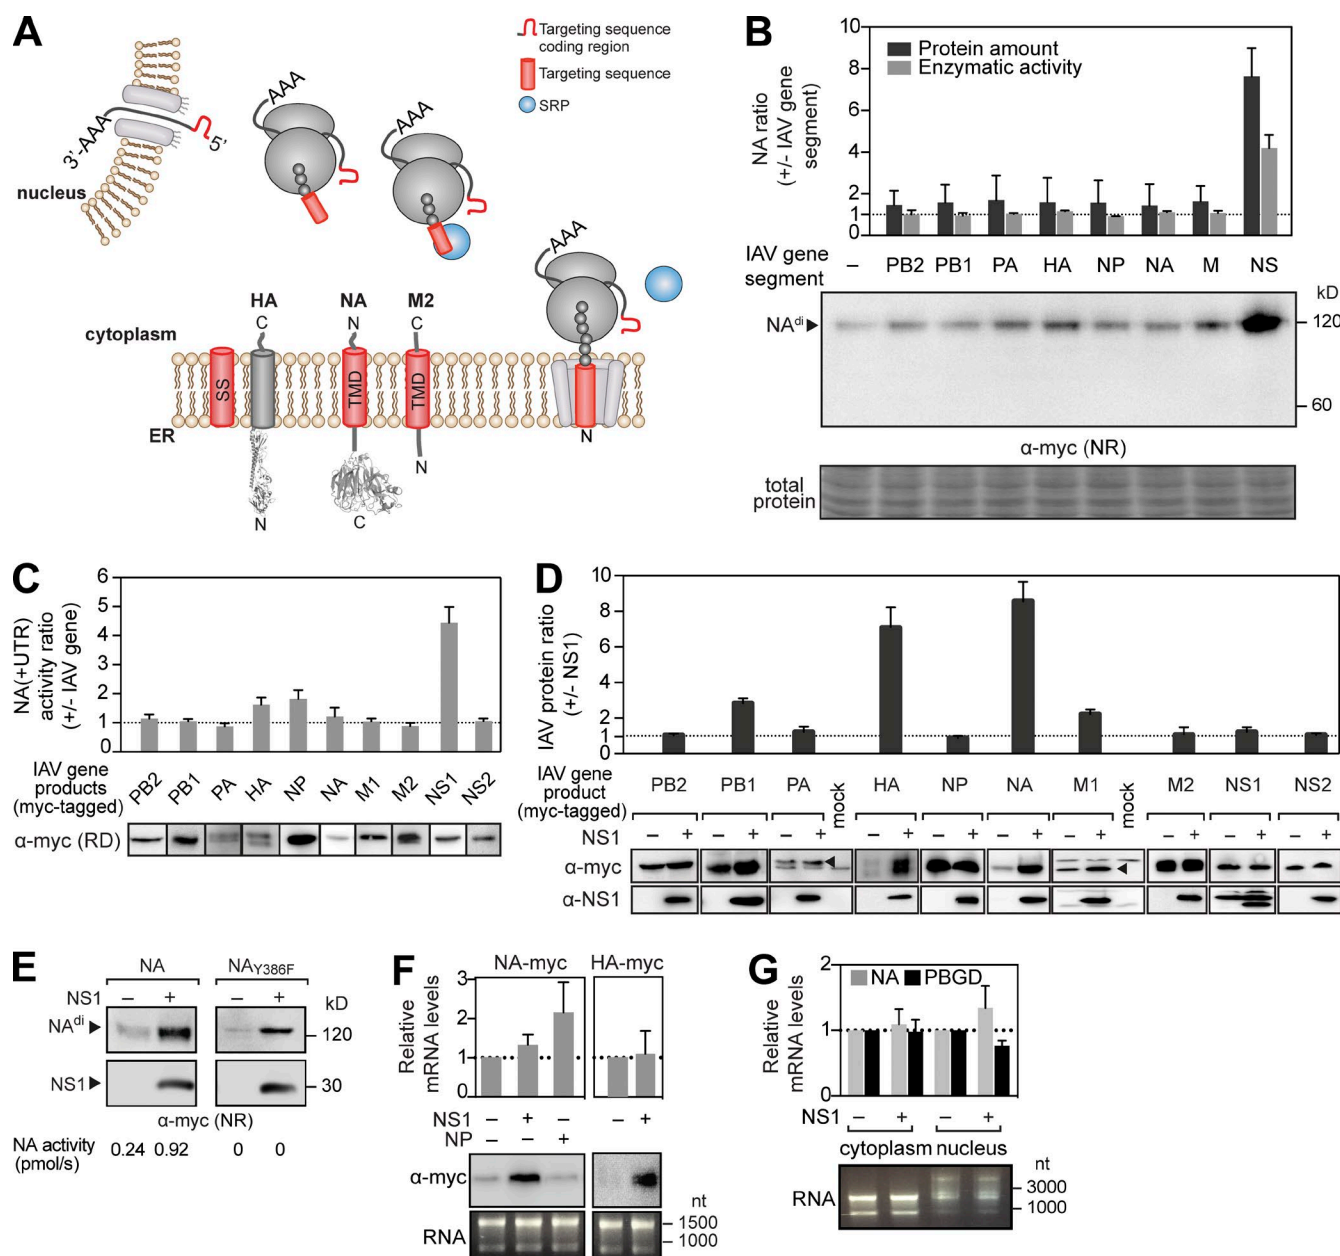 A
Targeting sequence
coding region
Targeting sequence
SRP
3'-AAA
5'
nucleus
AAA
AAA
AAA
HA
NA
M2
C
N
C
cytoplasm
SS
TMD
TMD
ER
N
N
N
C
B
NA ratio
(+/- IAV gene
segment)
10
8
6
4
2
1
0
Protein amount
Enzymatic activity
IAV gene
segment
– PB2 PB1 PA HA NP NA M NS
kD
NAdi
120
60
α-myc (NR)
total
protein
C
NA(+UTR)
activity ratio
(+/- IAV gene)
6
5
4
3
2
1
0
IAV gene
products
(myc-tagged)
PB2 PB1 PA HA NP NA M1 M2 NS1 NS2
α-myc (RD)
D
IAV protein ratio
(+/- NS1)
10
8
6
4
2
1
0
IAV gene
product
(myc-tagged)
PB2 PB1 PA mock HA NP NA M1 mock M2 NS1 NS2
NS1 – + – + – + – + – + – + – + – + – + – +
α-myc
α-NS1
E
NA NAY386F
NS1 – + – + kD
NAdi
120
NS1
30
α-myc (NR)
NA activity
(pmol/s)
0.24 0.92 0 0
F
NA-myc HA-myc
Relative
mRNA levels
3
2
1
0
NS1 – + – – +
NP – – +
α-myc
nt
RNA
1500
1000
G
Relative
mRNA levels
2
1
0
NA PBGD
NS1 – + – +
cytoplasm nucleus
nt
RNA
3000
1000